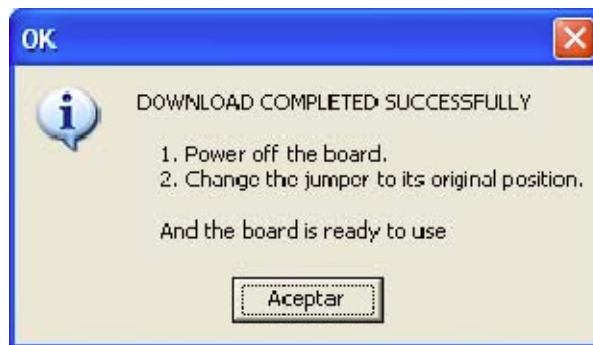 OK
DOWNLOAD COMPLETED SUCCESSFULLY
1. Power off the board.
2. Change the jumper to its original position.
And the board is ready to use
Aceptar